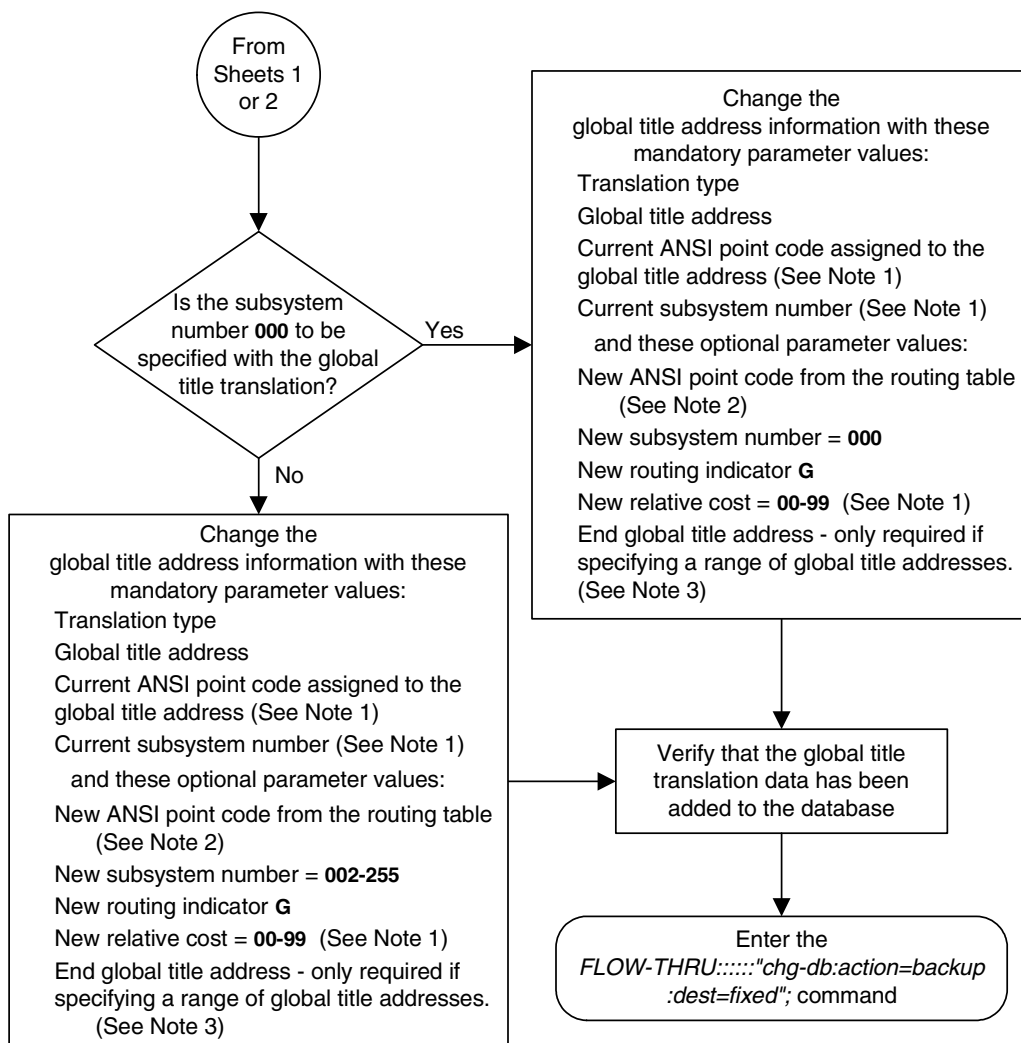 From
Sheets 1
or 2
Is the subsystem
number 000 to be
specified with the global
title translation?
Yes
No
Change the
global title address information with these
mandatory parameter values:
Translation type
Global title address
Current ANSI point code assigned to the
global title address (See Note 1)
Current subsystem number (See Note 1)
and these optional parameter values:
New ANSI point code from the routing table
(See Note 2)
New subsystem number = 000
New routing indicator G
New relative cost = 00-99 (See Note 1)
End global title address - only required if
specifying a range of global title addresses.
(See Note 3)
Change the
global title address information with these
mandatory parameter values:
Translation type
Global title address
Current ANSI point code assigned to the
global title address (See Note 1)
Current subsystem number (See Note 1)
and these optional parameter values:
New ANSI point code from the routing table
(See Note 2)
New subsystem number = 002-255
New routing indicator G
New relative cost = 00-99 (See Note 1)
End global title address - only required if
specifying a range of global title addresses.
(See Note 3)
Verify that the global title
translation data has been
added to the database
Enter the
FLOW-THRU::::::"chg-db:action=backup
:dest=fixed"; command